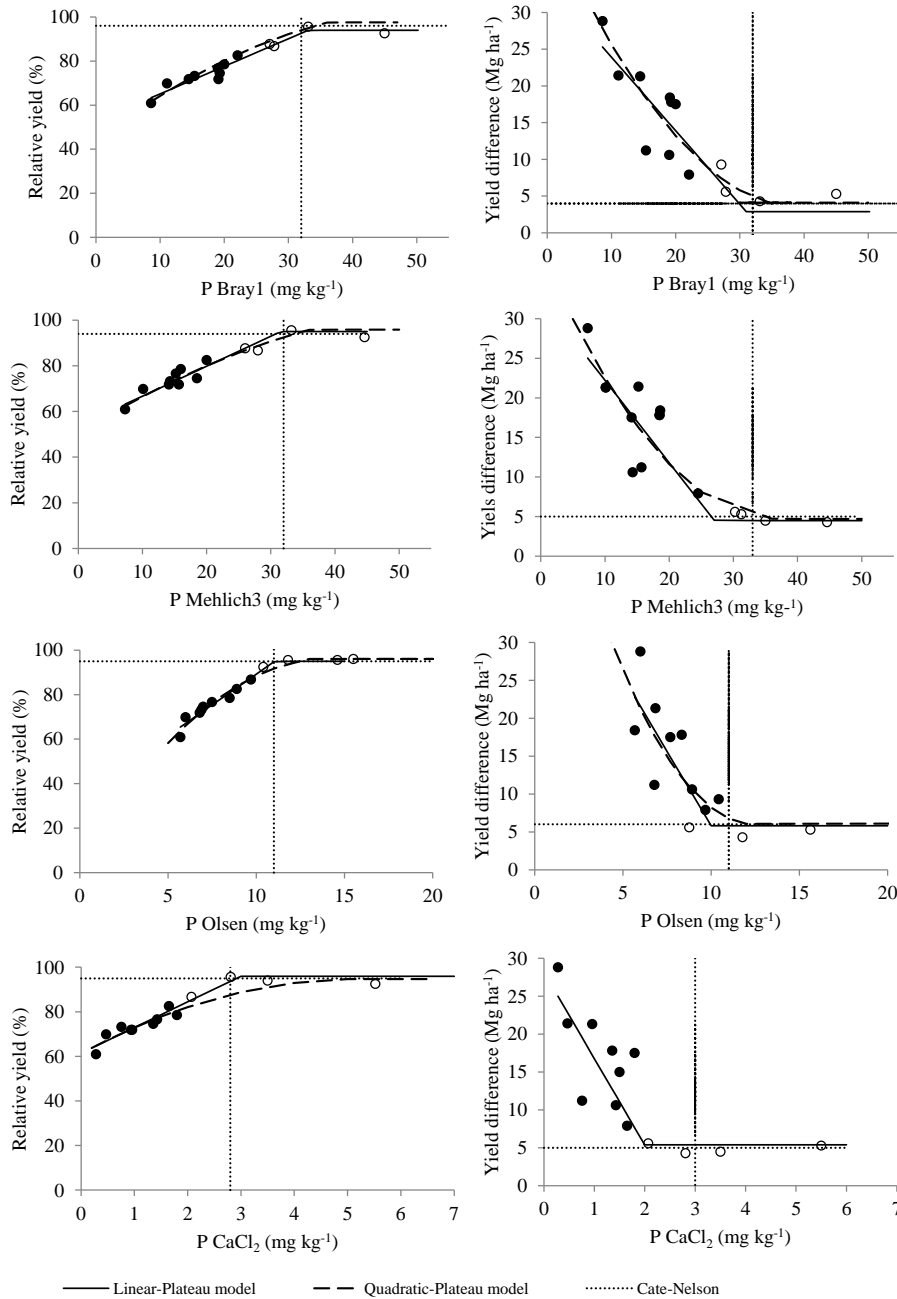 Relative yield (%)
100
80
60
40
20
0
0 10 20 30 40 50
P Bray1 (mg kg-1)
Yield difference (Mg ha-1)
30
25
20
15
10
5
0
0 10 20 30 40 50
P Bray1 (mg kg-1)
Relative yield (%)
100
80
60
40
20
0
0 10 20 30 40 50
P Mehlich3 (mg kg-1)
Yiels difference (Mg ha-1)
30
25
20
15
10
5
0
0 10 20 30 40 50
P Mehlich3 (mg kg-1)
Relative yield (%)
100
80
60
40
20
0
0 5 10 15 20
P Olsen (mg kg-1)
Yield difference (Mg ha-1)
30
25
20
15
10
5
0
0 5 10 15 20
P Olsen (mg kg-1)
Relative yield (%)
100
80
60
40
20
0
0 1 2 3 4 5 6 7
P CaCl2 (mg kg-1)
Yield difference (Mg ha-1)
30
25
20
15
10
5
0
0 1 2 3 4 5 6 7
P CaCl2 (mg kg-1)
Linear-Plateau model Quadratic-Plateau model Cate-Nelson